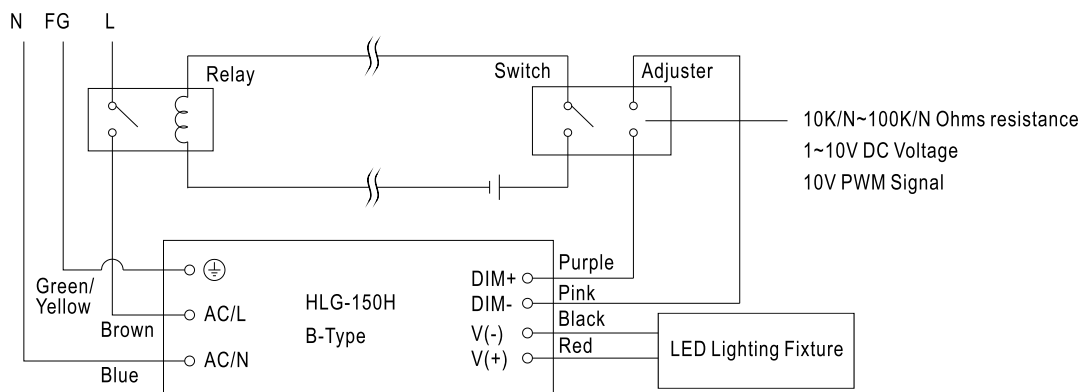 N FG L
Relay
Switch
Adjuster
10K/N~100K/N Ohms resistance
1~10V DC Voltage
10V PWM Signal
Green/
Yellow
Brown
AC/L
Blue
AC/N
HLG-150H
B-Type
DIM+
Purple
DIM-
Pink
V(-)
Black
V(+)
Red
LED Lighting Fixture